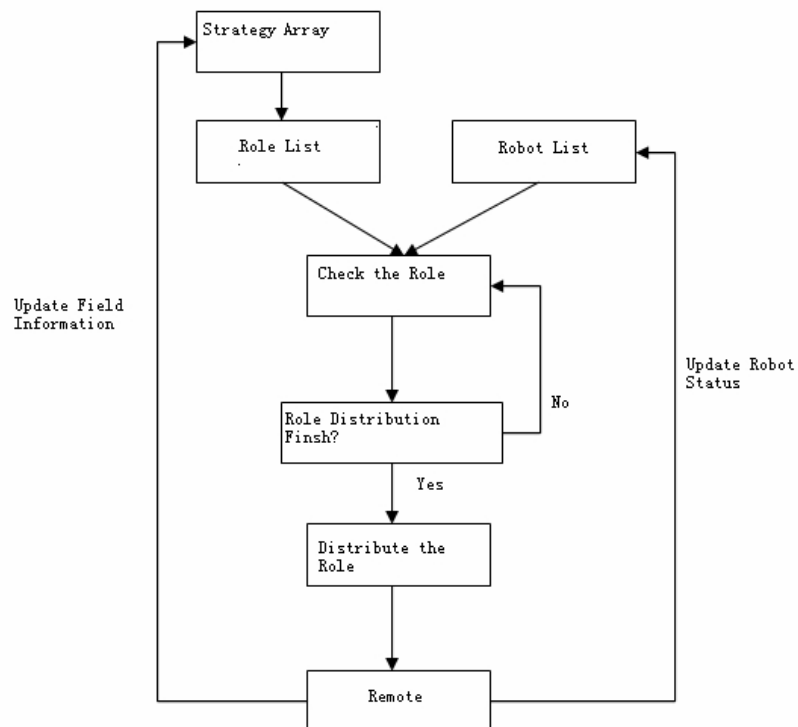 Strategy Array
Role List
Robot List
Check the Role
Update Field
Information
Update Robot
Status
No
Role Distribution
Finsh?
Yes
Distribute the
Role
Remote